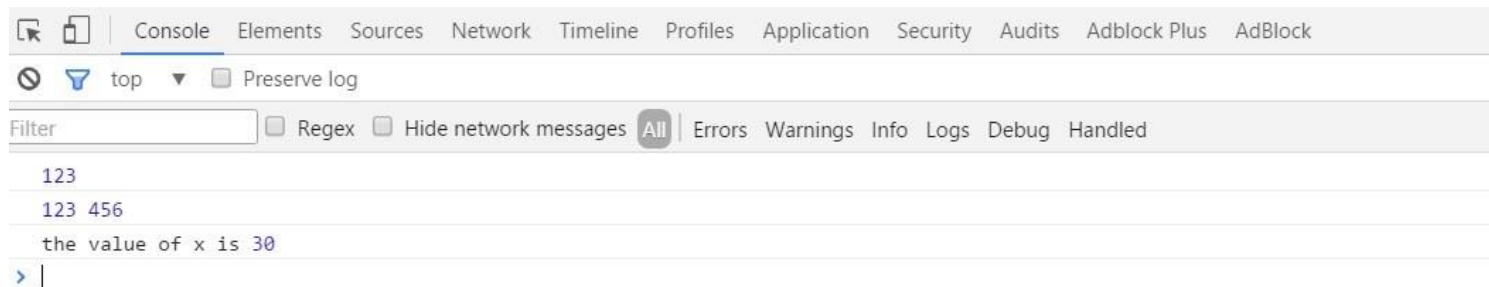 Console Elements Sources Network Timeline Profiles Application Security Audits Adblock Plus AdBlock
top ▼ Preserve log
Filter Regex Hide network messages All Errors Warnings Info Logs Debug Handled
123
123 456
the value of x is 30
>